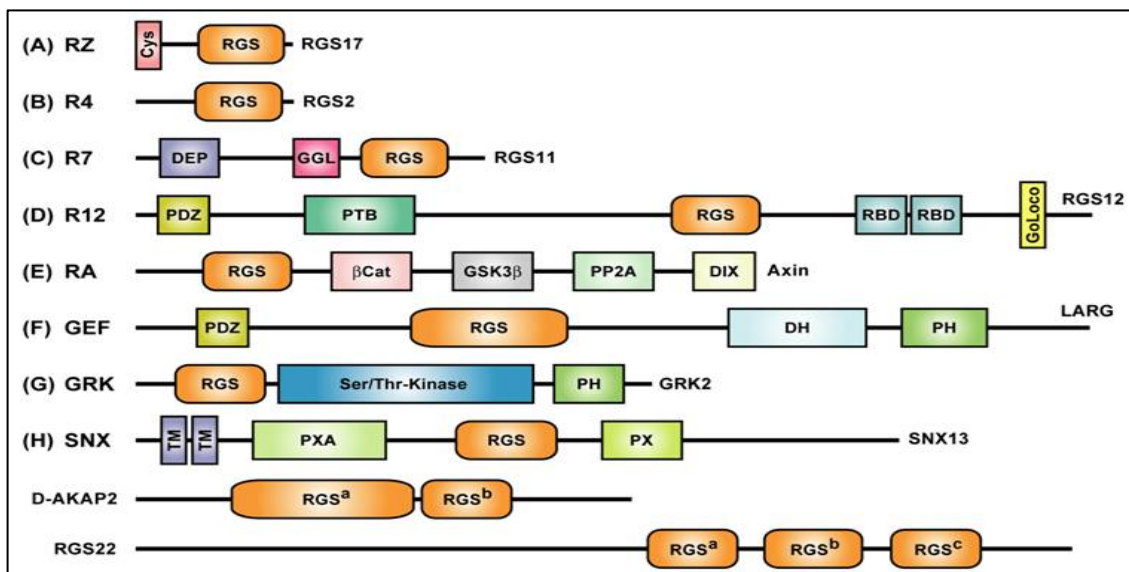 (A) RZ Cys RGS RGS17
(B) R4 RGS RGS2
(C) R7 DEP GGL RGS RGS11
(D) R12 PDZ PTB RGS RBD RBD GoLoco RGS12
(E) RA RGS βCat GSK3β PP2A DIX Axin
(F) GEF PDZ RGS DH PH LARG
(G) GRK RGS Ser/Thr-Kinase PH GRK2
(H) SNX TM TM PXA RGS PX SNX13
D-AKAP2 RGSᵃ RGSᵇ
RGS22 RGSᵃ RGSᵇ RGSᶜ